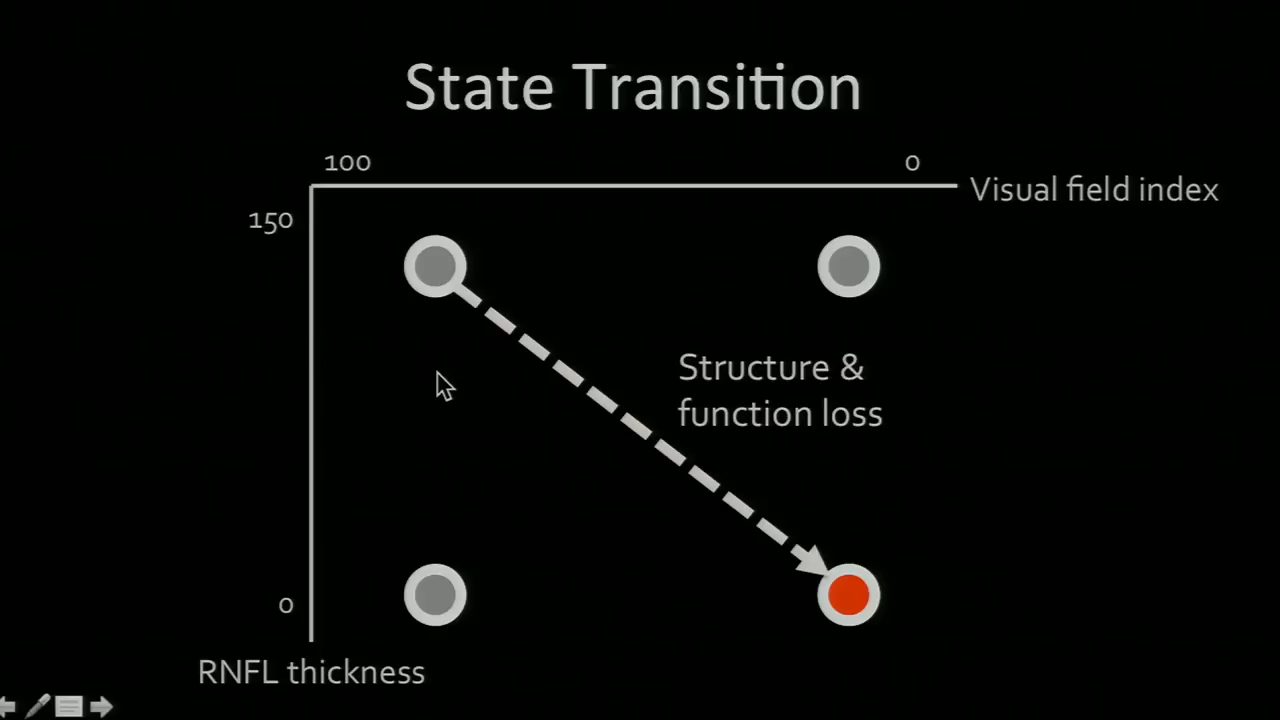 State Transition
100
0
Visual field index
150
Structure &
function loss
0
RNFL thickness